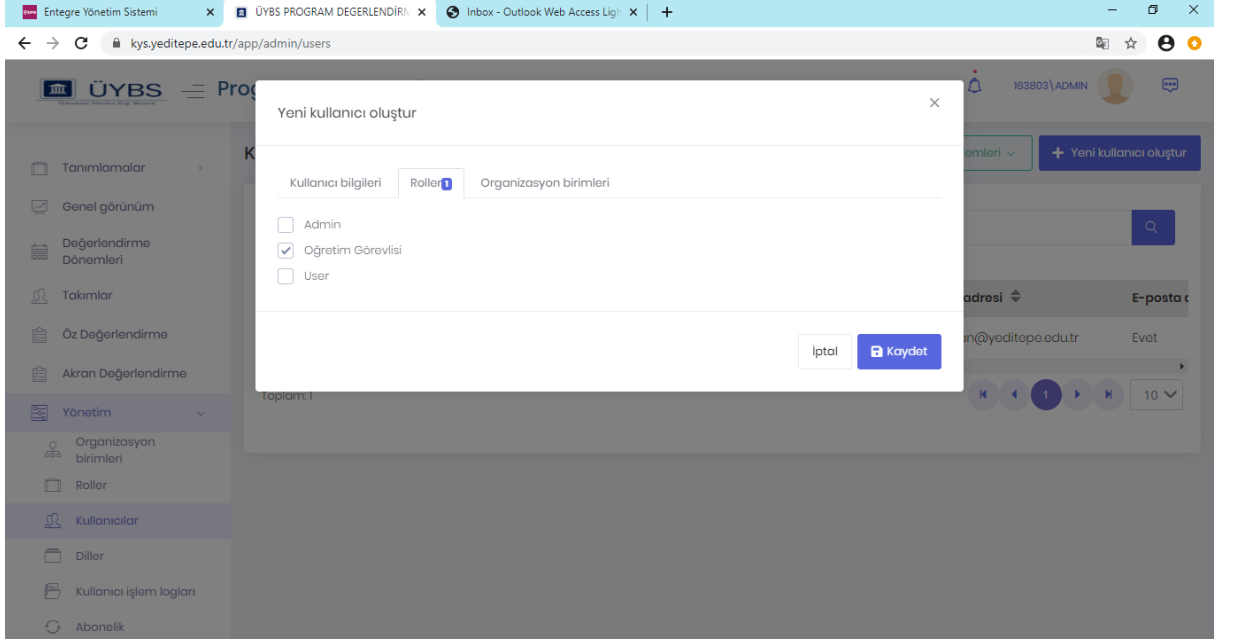 Entegre Yönetim Sistemi
ÜYBS PROGRAM DEGERLENDİRM
Inbox - Outlook Web Access Ligh
kys.yeditepe.edu.tr/app/admin/users
ÜYBS
Prog
163803\ADMIN
Yeni kullanıcı oluştur
K
emleri
+ Yeni kullanıcı oluştur
Kullanıcı bilgileri
Roller 1
Organizasyon birimleri
Admin
Oğretim Görevlisi
User
İptal
Kaydet
Tanımlamalar
Genel görünüm
Değerlendirme
Dönemleri
Takımlar
Öz Değerlendirme
Akran Değerlendirme
Yönetim
Organizasyon
birimleri
Roller
Kullanıcılar
Diller
Kullanıcı işlem logları
Abonelik
adresi
E-posta
n@yeditepe.edu.tr
Evet
Toplam: 1
1
10